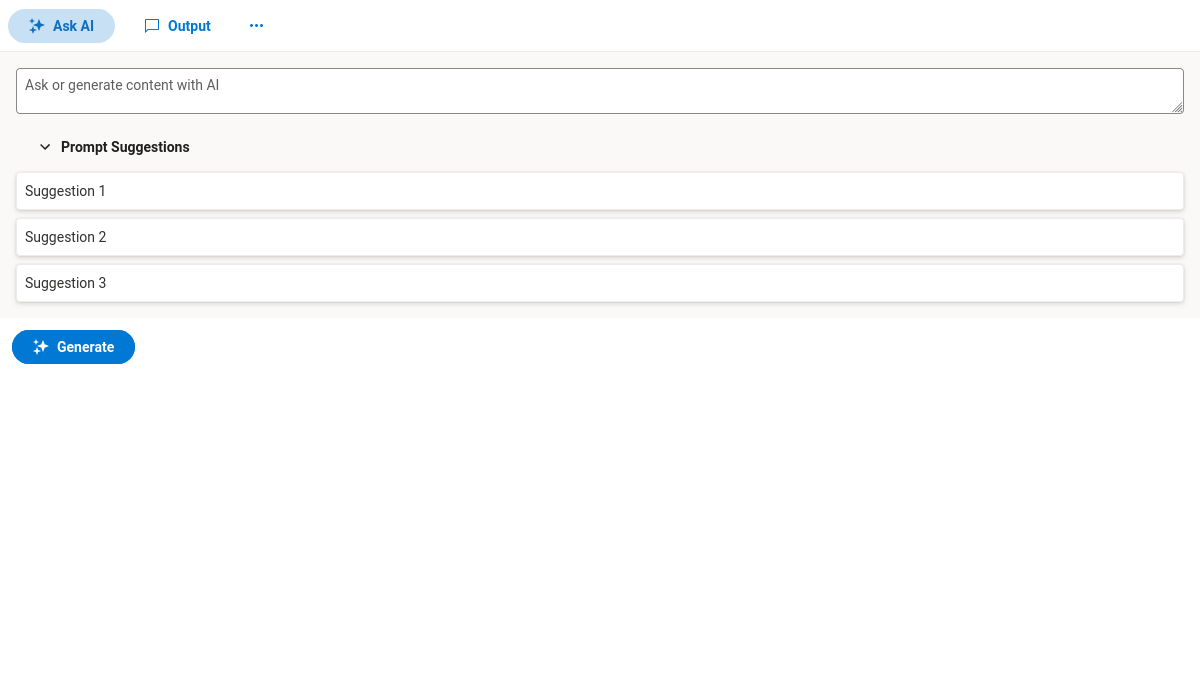 Ask AI Output
Ask or generate content with AI
Prompt Suggestions
Suggestion 1
Suggestion 2
Suggestion 3
Generate